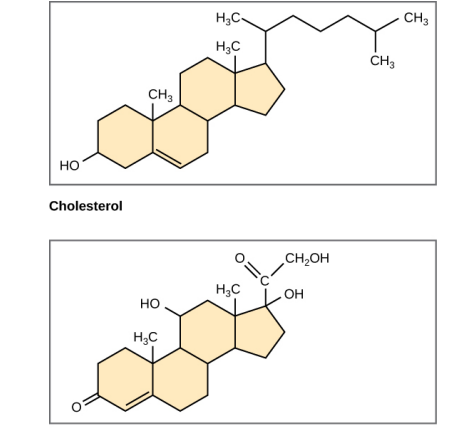 H₃C CH₃
H₃C
CH₃
CH₃
HO
Cholesterol
O CH₂OH
C
H₃C OH
HO
H₃C
O